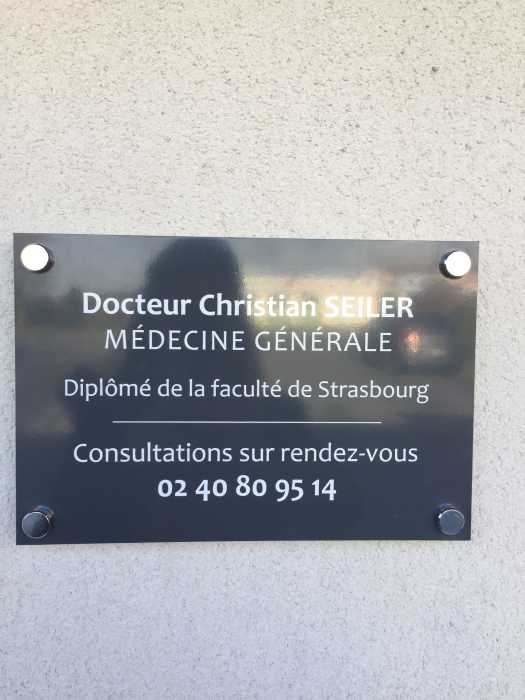 Docteur Christian SEILER
MÉDECINE GÉNÉRALE
Diplômé de la faculté de Strasbourg
Consultations sur rendez-vous
02 40 80 95 14